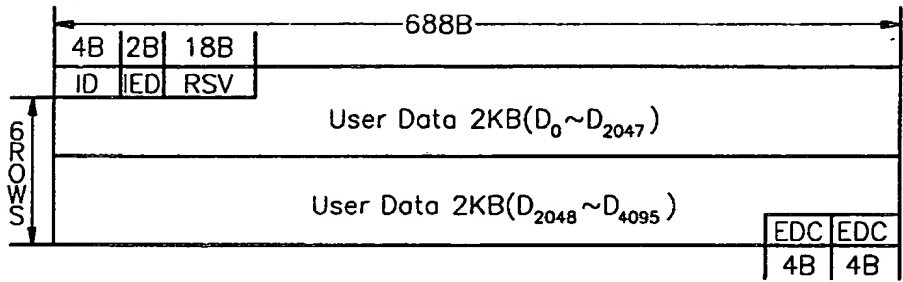 688B
4B 2B 18B
ID IED RSV
User Data 2KB(D₀~D₂₀₄₇)
6ROWS
User Data 2KB(D₂₀₄₈~D₄₀₉₅)
EDC EDC
4B 4B